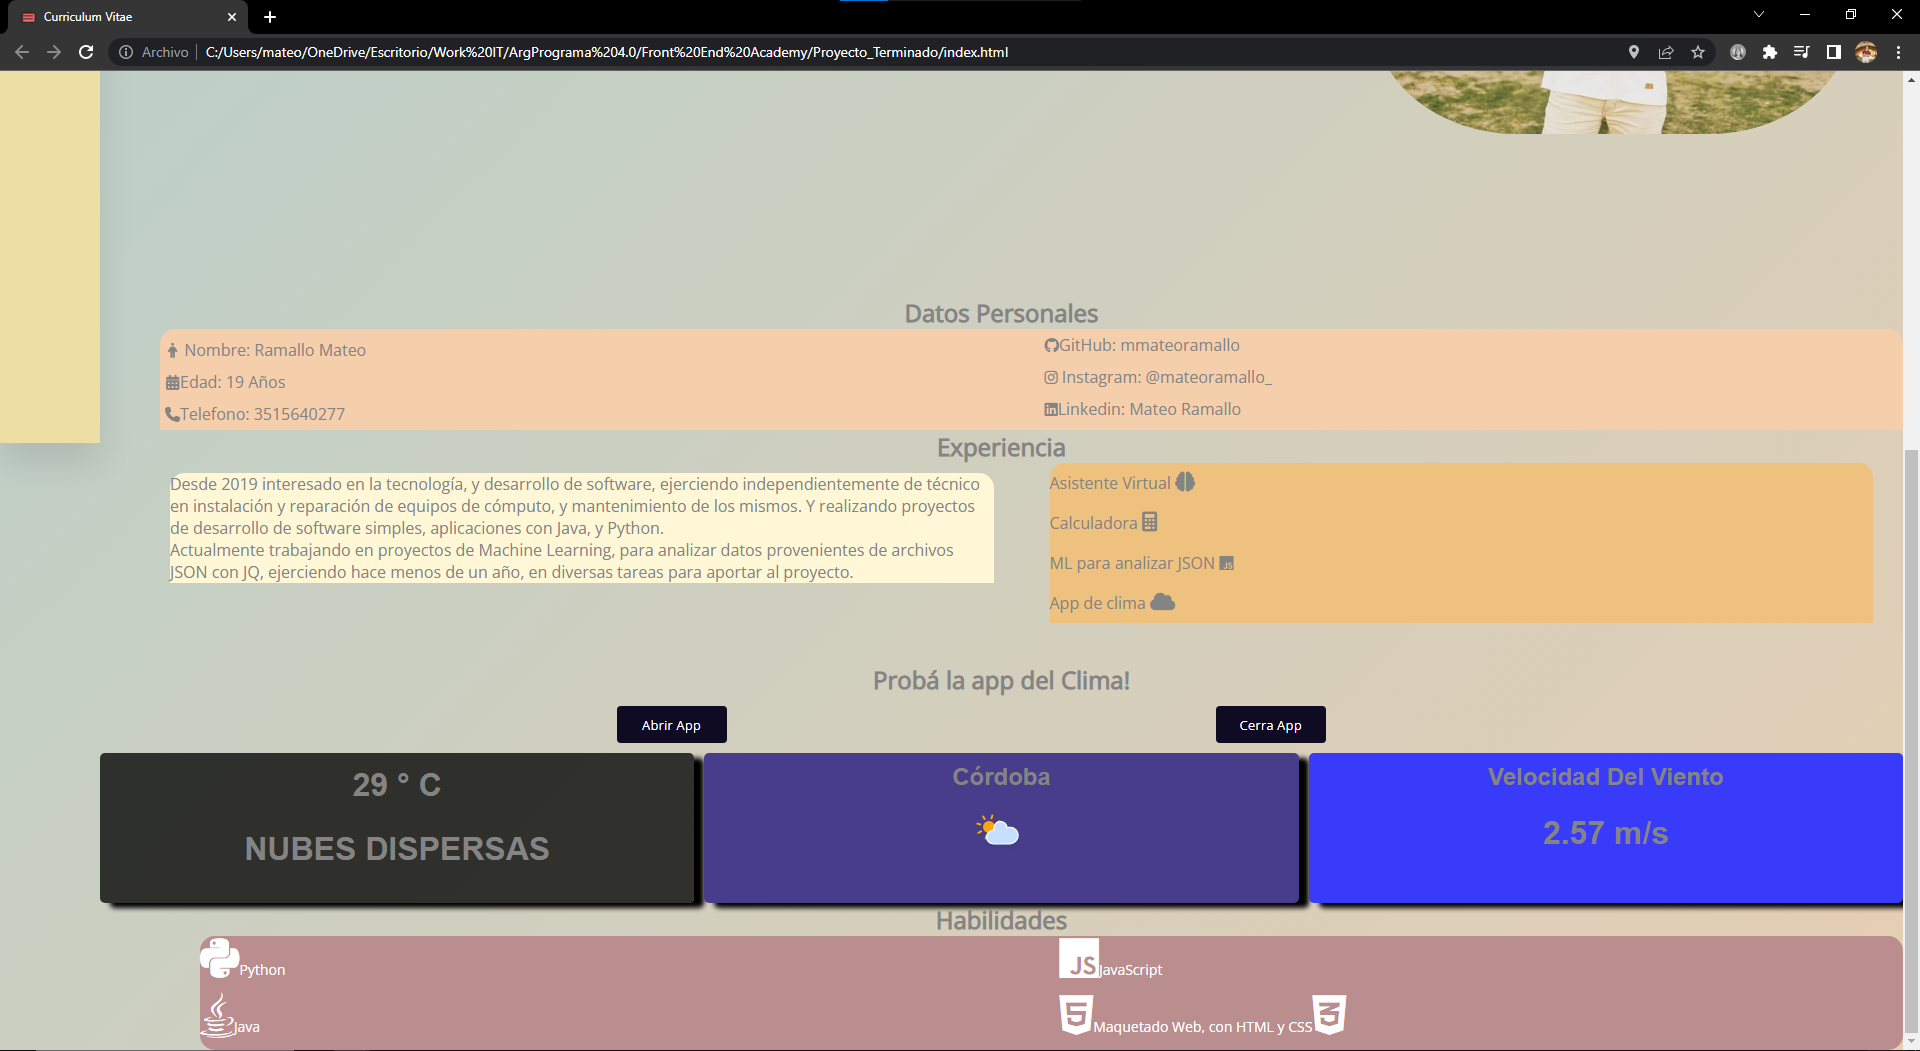 Curriculum Vitae
Archivo
C:/Users/mateo/OneDrive/Escritorio/Work%20IT/ArgPrograma%204.0/Front%20End%20Academy/Proyecto_Terminado/index.html
Datos Personales
Nombre: Ramallo Mateo
Edad: 19 Años
Telefono: 3515640277
GitHub: mmateoramallo
Instagram: @mateoramallo_
Linkedin: Mateo Ramallo
Experiencia
Desde 2019 interesado en la tecnología, y desarrollo de software, ejerciendo independientemente de técnico
en instalación y reparación de equipos de cómputo, y mantenimiento de los mismos. Y realizando proyectos
de desarrollo de software simples, aplicaciones con Java, y Python.
Actualmente trabajando en proyectos de Machine Learning, para analizar datos provenientes de archivos
JSON con JQ, ejerciendo hace menos de un año, en diversas tareas para aportar al proyecto.
Asistente Virtual
Calculadora
ML para analizar JSON JS
App de clima
Probá la app del Clima!
Abrir App
Cerra App
29 ° C
NUBES DISPERSAS
Córdoba
Velocidad Del Viento
2.57 m/s
Habilidades
Python
Java
JS JavaScript
5 Maquetado Web, con HTML y CSS 3